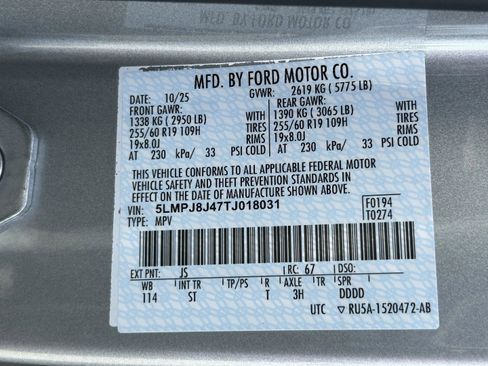 MFD. BY FORD MOTOR CO.
DATE: 10/25 GVWR: 2619 KG ( 5775 LB)
FRONT GAWR: REAR GAWR:
1338 KG ( 2950 LB) WITH 1390 KG ( 3065 LB) WITH
255/60 R19 109H TIRES 255/60 R19 109H TIRES
19x8.0J RIMS 19x8.0J RIMS
AT 230 kPa/ 33 PSI COLD AT 230 kPa/ 33 PSI COLD
THIS VEHICLE CONFORMS TO ALL APPLICABLE FEDERAL MOTOR
VEHICLE SAFETY AND THEFT PREVENTION STANDARDS IN
EFFECT ON THE DATE OF MANUFACTURE SHOWN ABOVE.
VIN: 5LMPJ8J47TJ018031 F0194
TYPE: MPV T0274
EXT PNT: JS RC: 67 DSO:
WB INT TR TP/PS R AXLE TR SPR
114 ST T 3H DDDD
UTC ▽ RU5A-1520472-AB